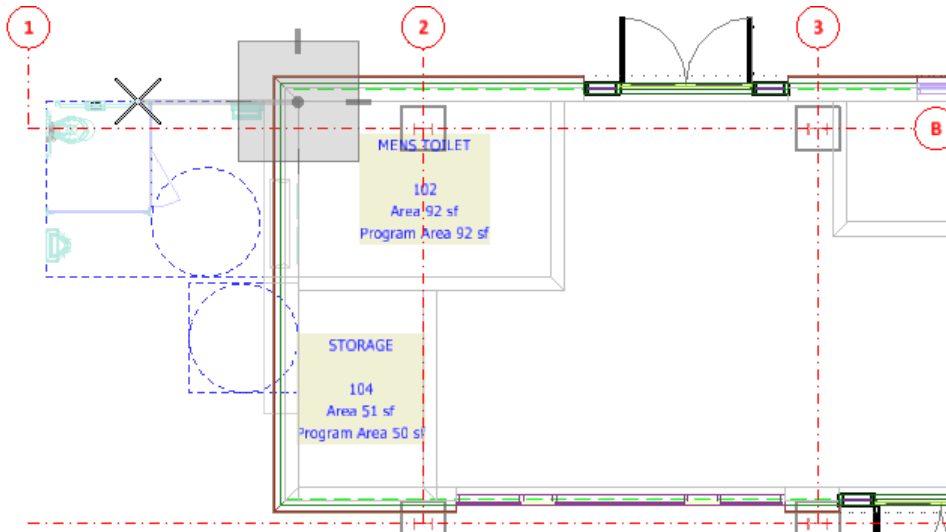 1
2
3
B
MENS TOILET
102
Area 92 sf
Program Area 92 sf
STORAGE
104
Area 51 sf
Program Area 50 sf